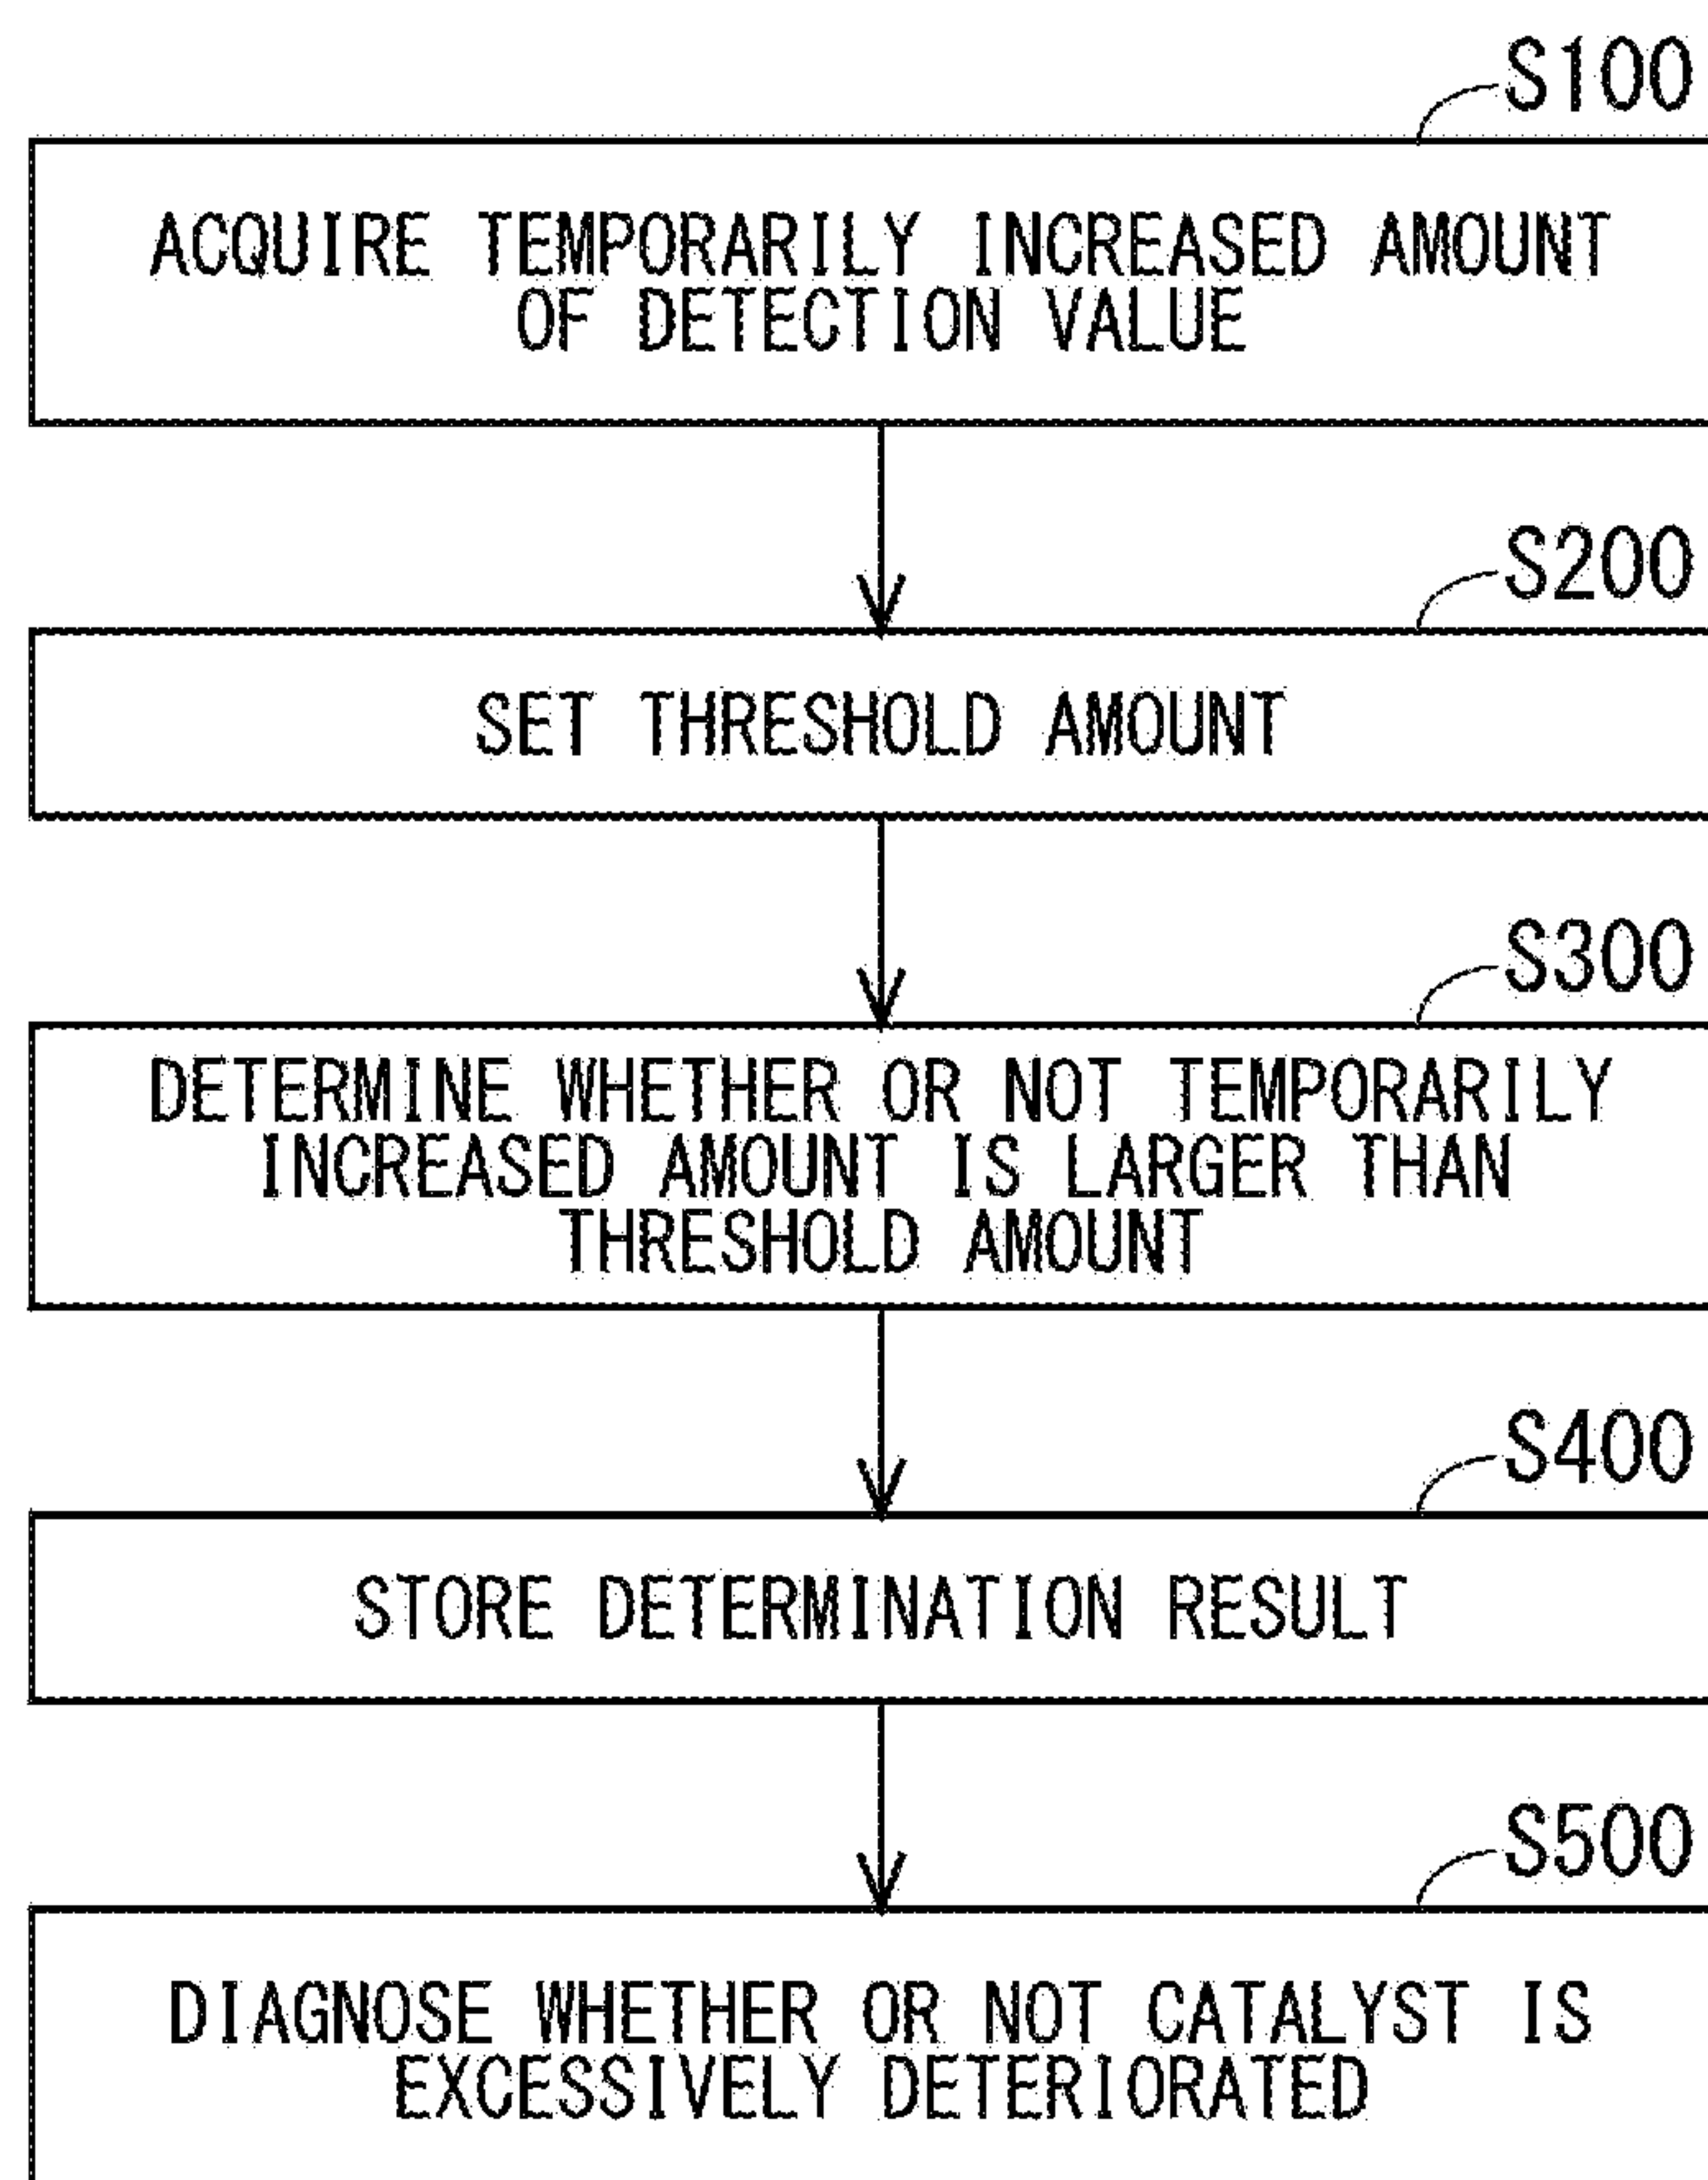 S100
ACQUIRE TEMPORARILY INCREASED AMOUNT
OF DETECTION VALUE
S200
SET THRESHOLD AMOUNT
S300
DETERMINE WHETHER OR NOT TEMPORARILY
INCREASED AMOUNT IS LARGER THAN
THRESHOLD AMOUNT
S400
STORE DETERMINATION RESULT
S500
DIAGNOSE WHETHER OR NOT CATALYST IS
EXCESSIVELY DETERIORATED